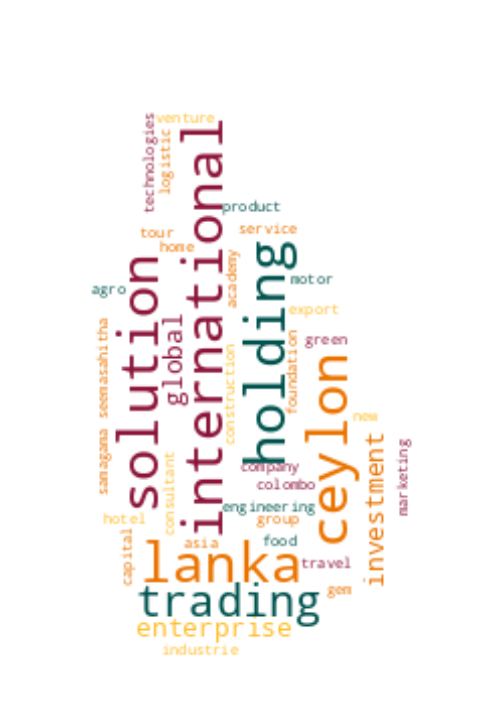 venture
technologies
logistic
international
product
tour
service
home
solution
holding
academy
motor
agro
export
global
seemasahitha
construction
foundation
green
ceylon
new
samagama
consultant
company
investment
marketing
colombo
engineering
hotel
group
asia
food
capital
lanka
travel
trading
gem
enterprise
industrie